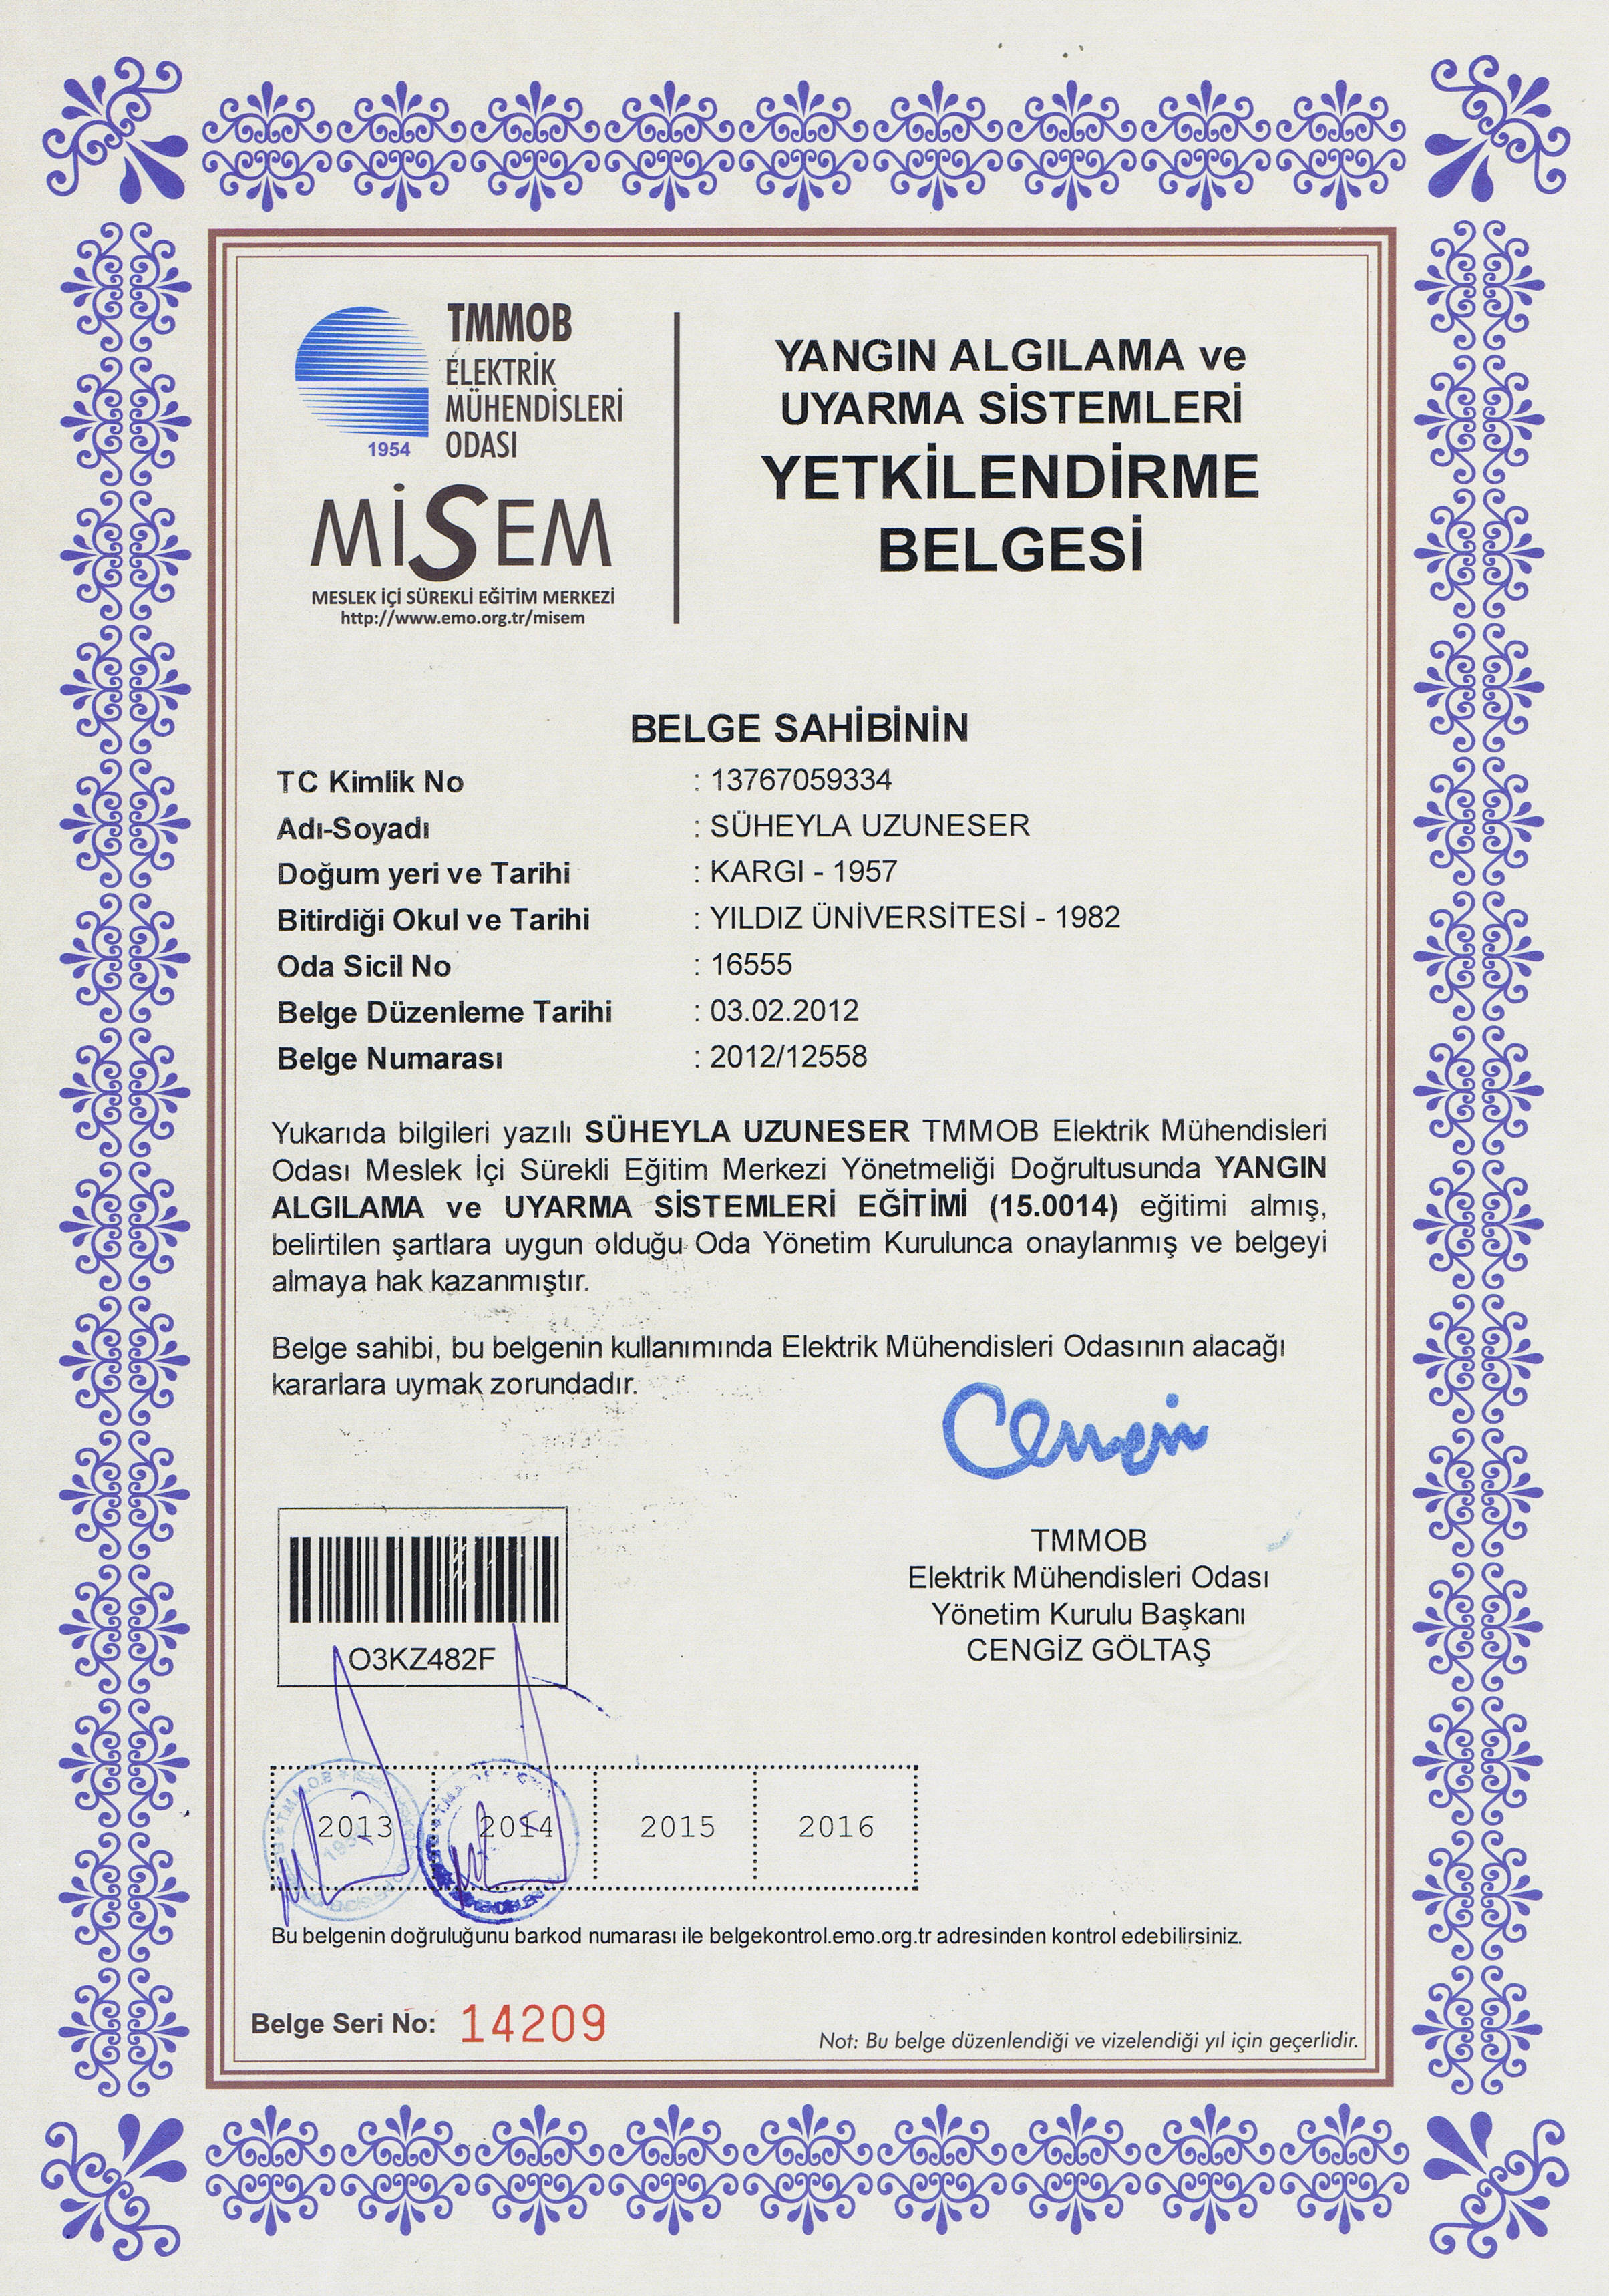 TMMOB
ELEKTRİK
MÜHENDİSLERİ
ODASI
1954
MİSEM
MESLEK İÇİ SÜREKLİ EĞİTİM MERKEZİ
http://www.emo.org.tr/misem
YANGIN ALGILAMA ve
UYARMA SİSTEMLERİ
YETKİLENDİRME
BELGESİ
BELGE SAHİBİNİN
TC Kimlik No : 13767059334
Adı-Soyadı : SÜHEYLA UZUNESER
Doğum yeri ve Tarihi : KARGI - 1957
Bitirdiği Okul ve Tarihi : YILDIZ ÜNİVERSİTESİ - 1982
Oda Sicil No : 16555
Belge Düzenleme Tarihi : 03.02.2012
Belge Numarası : 2012/12558
Yukarıda bilgileri yazılı SÜHEYLA UZUNESER TMMOB Elektrik Mühendisleri
Odası Meslek İçi Sürekli Eğitim Merkezi Yönetmeliği Doğrultusunda YANGIN
ALGILAMA ve UYARMA SİSTEMLERİ EĞİTİMİ (15.0014) eğitimi almış,
belirtilen şartlara uygun olduğu Oda Yönetim Kurulunca onaylanmış ve belgeyi
almaya hak kazanmıştır.
Belge sahibi, bu belgenin kullanımında Elektrik Mühendisleri Odasının alacağı
kararlara uymak zorundadır.
TMMOB
Elektrik Mühendisleri Odası
Yönetim Kurulu Başkanı
CENGİZ GÖLTAŞ
O3KZ482F
2013 2014 2015 2016
Bu belgenin doğruluğunu barkod numarası ile belgekontrol.emo.org.tr adresinden kontrol edebilirsiniz.
Belge Seri No: 14209
Not: Bu belge düzenlendiği ve vizelendiği yıl için geçerlidir.